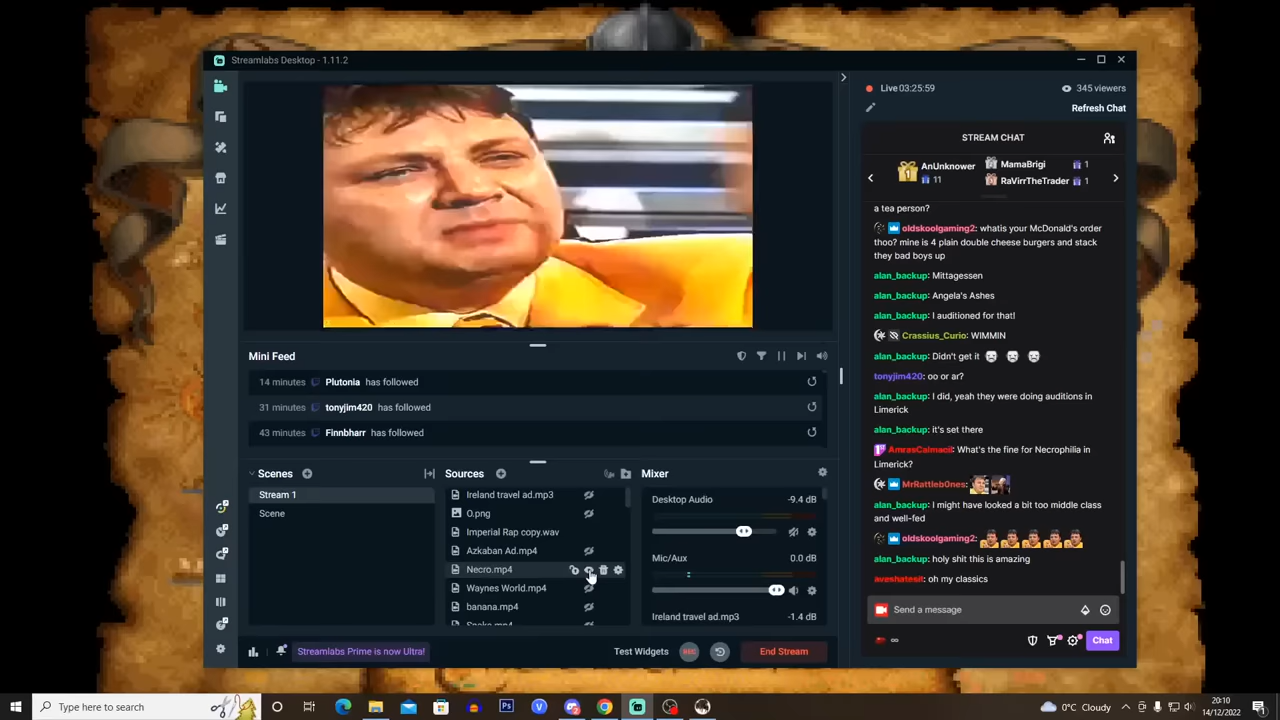 Streamlabs Desktop - 1.11.2
Live 03:25:59
345 viewers
Refresh Chat
STREAM CHAT
AnUnknower
11
MamaBrigi
1
RaVirrTheTrader
1
a tea person?
oldskoolgaming2: whatis your McDonald's order
thoo? mine is 4 plain double cheese burgers and stack
they bad boys up
alan_backup: Mittagessen
alan_backup: Angela's Ashes
alan_backup: I auditioned for that!
Crassius_Curio: WIMMIN
alan_backup: Didn't get it
tonyjim420: oo or ar?
alan_backup: I did, yeah they were doing auditions in
Limerick
alan_backup: it's set there
AmrasCalmacil: What's the fine for Necrophilia in
Limerick?
MrRattleb0nes:
alan_backup: I might have looked a bit too middle class
and well-fed
oldskoolgaming2:
alan_backup: holy shit this is amazing
aveshatesit: oh my classics
Send a message
Chat
Mini Feed
14 minutes Plutonia has followed
31 minutes tonyjim420 has followed
43 minutes Finnbharr has followed
Scenes
Stream 1
Scene
Sources
Ireland travel ad.mp3
O.png
Imperial Rap copy.wav
Azkaban Ad.mp4
Necro.mp4
Waynes World.mp4
banana.mp4
Snake.mp4
Mixer
Desktop Audio -9.4 dB
Mic/Aux 0.0 dB
Ireland travel ad.mp3 -1.4 dB
Streamlabs Prime is now Ultra!
Test Widgets
REC
End Stream
Type here to search
0°C Cloudy
20:10
14/12/2022